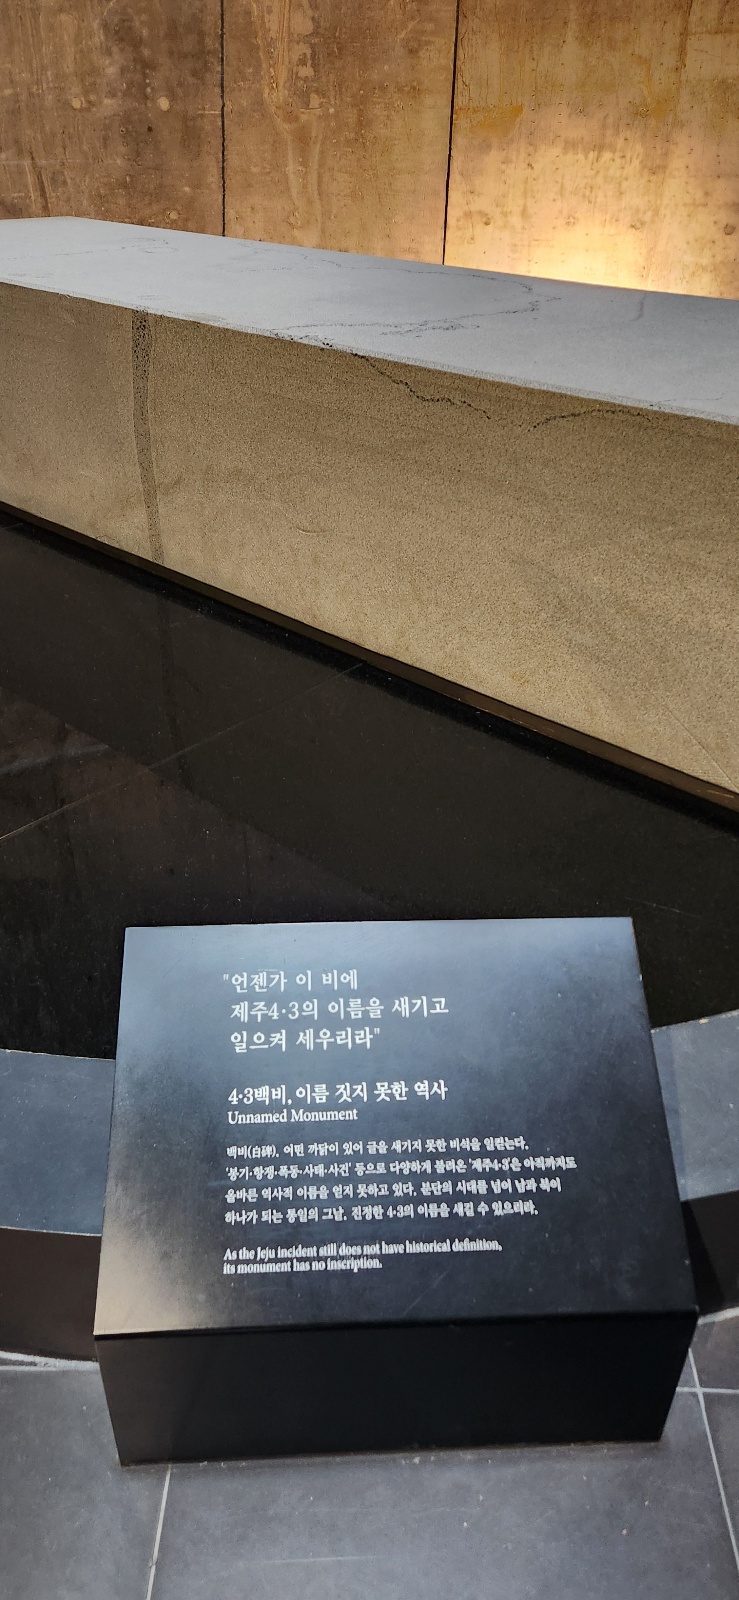 "언젠가 이 비에
제주4·3의 이름을 새기고
일으켜 세우리라"
4·3백비, 이름 짓지 못한 역사
Unnamed Monument
백비(白碑), 어떤 까닭이 있어 글을 새기지 못한 비석을 일컫는다.
'봉기·항쟁·폭동·사태·사건' 등으로 다양하게 불려온 '제주4·3'은 아직까지도
올바른 역사적 이름을 얻지 못하고 있다. 분단의 시대를 넘어 남과 북이
하나가 되는 통일의 그날, 진정한 4·3의 이름을 새길 수 있으리라.
As the Jeju incident still does not have historical definition,
its monument has no inscription.